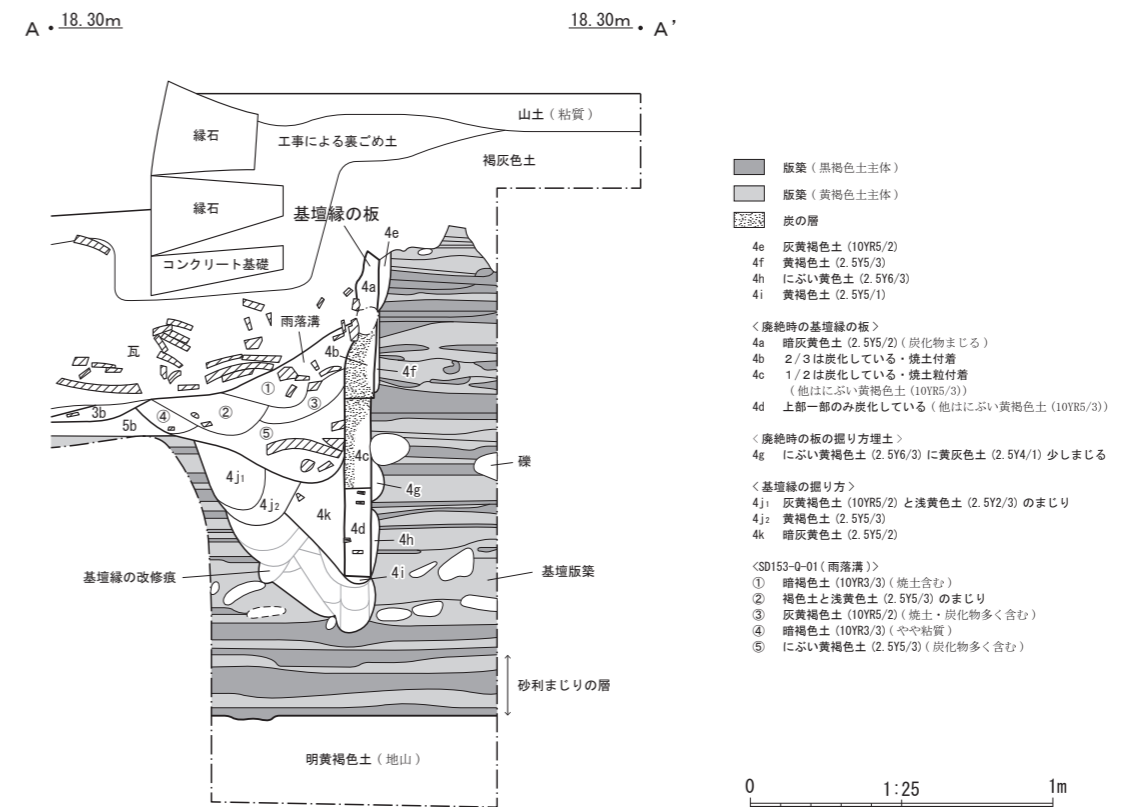 A・18.30m
18.30m・A’
山土（粘質）
縁石
工事による裏ごめ土
褐灰色土
縁石
基壇縁の板
4e
コンクリート基礎
4a
雨落溝
瓦
4b
4f
①
③
3b
④
②
5b
⑤
4c
礫
4j₁
4g
4j₂
4k
4d
4h
基壇縁の改修痕
4i
基壇版築
砂利まじりの層
明黄褐色土（地山）
版築（黒褐色土主体）
版築（黄褐色土主体）
炭の層
4e 灰黄褐色土(10YR5/2)
4f 黄褐色土(2.5Y5/3)
4h にぶい黄色土(2.5Y6/3)
4i 黄褐色土(2.5Y5/1)
＜廃絶時の基壇縁の板＞
4a 暗灰黄色土(2.5Y5/2)（炭化物まじる）
4b 2/3は炭化している・焼土付着
4c 1/2は炭化している・焼土粒付着
（他はにぶい黄褐色土(10YR5/3)）
4d 上部一部のみ炭化している（他はにぶい黄褐色土(10YR5/3)）
＜廃絶時の板の掘り方埋土＞
4g にぶい黄褐色土(2.5Y6/3)に黄灰色土(2.5Y4/1)少しまじる
＜基壇縁の掘り方＞
4j₁ 灰黄褐色土(10YR5/2)と浅黄色土(2.5Y2/3)のまじり
4j₂ 黄褐色土(2.5Y5/3)
4k 暗灰黄色土(2.5Y5/2)
<SD153-Q-01(雨落溝)>
① 暗褐色土(10YR3/3)（焼土含む）
② 褐色土と浅黄色土(2.5Y5/3)のまじり
③ 灰黄褐色土(10YR5/2)（焼土・炭化物多く含む）
④ 暗褐色土(10YR3/3)（やや粘質）
⑤ にぶい黄褐色土(2.5Y5/3)（炭化物多く含む）
0 1:25 1m